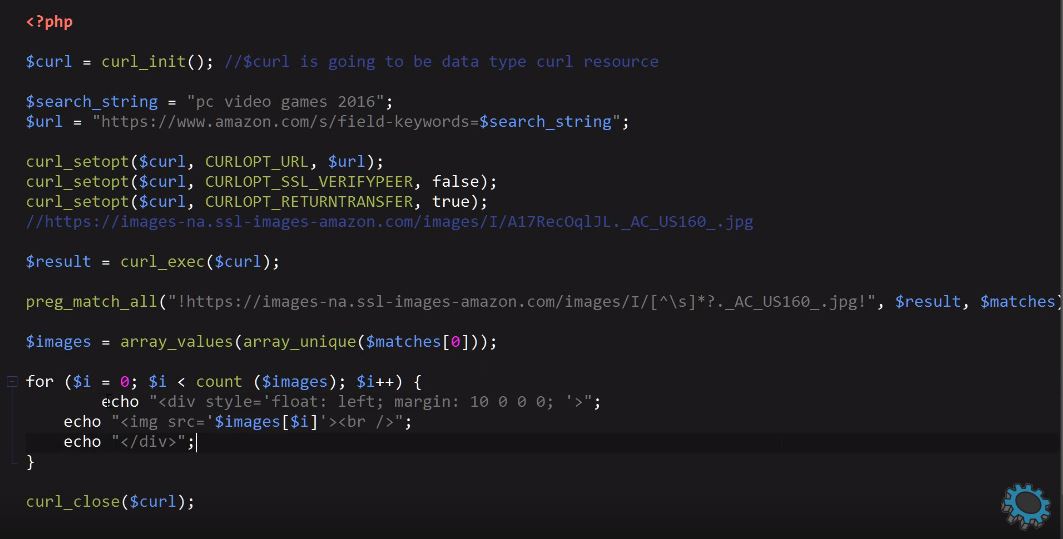 <?php
$curl = curl_init(); //$curl is going to be data type curl resource
$search_string = "pc video games 2016";
$url = "https://www.amazon.com/s/field-keywords=$search_string";
curl_setopt($curl, CURLOPT_URL, $url);
curl_setopt($curl, CURLOPT_SSL_VERIFYPEER, false);
curl_setopt($curl, CURLOPT_RETURNTRANSFER, true);
//https://images-na.ssl-images-amazon.com/images/I/A17RecOqlJL._AC_US160_.jpg
$result = curl_exec($curl);
preg_match_all("!https://images-na.ssl-images-amazon.com/images/I/[^\s]*?._AC_US160_.jpg!", $result, $matches)
$images = array_values(array_unique($matches[0]));
for ($i = 0; $i < count ($images); $i++) {
echo "<div style='float: left; margin: 10 0 0 0; '>";
echo "<img src='$images[$i]'><br />";
echo "</div>";
}
curl_close($curl);